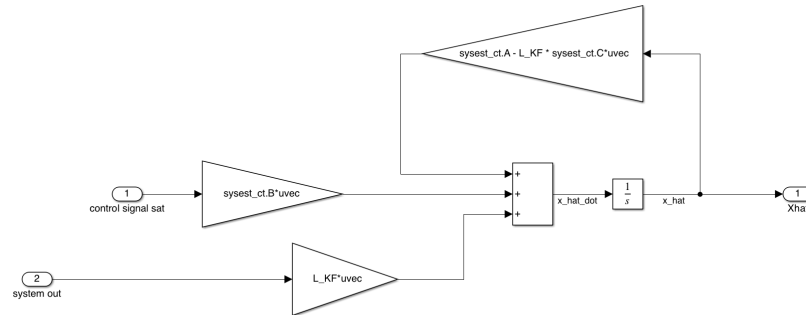 sysest_ct.A - L_KF * sysest_ct.C*uvec
1
control signal sat
sysest_ct.B*uvec
+
+
+
x_hat_dot
1
s
x_hat
1
Xha
2
system out
L_KF*uvec